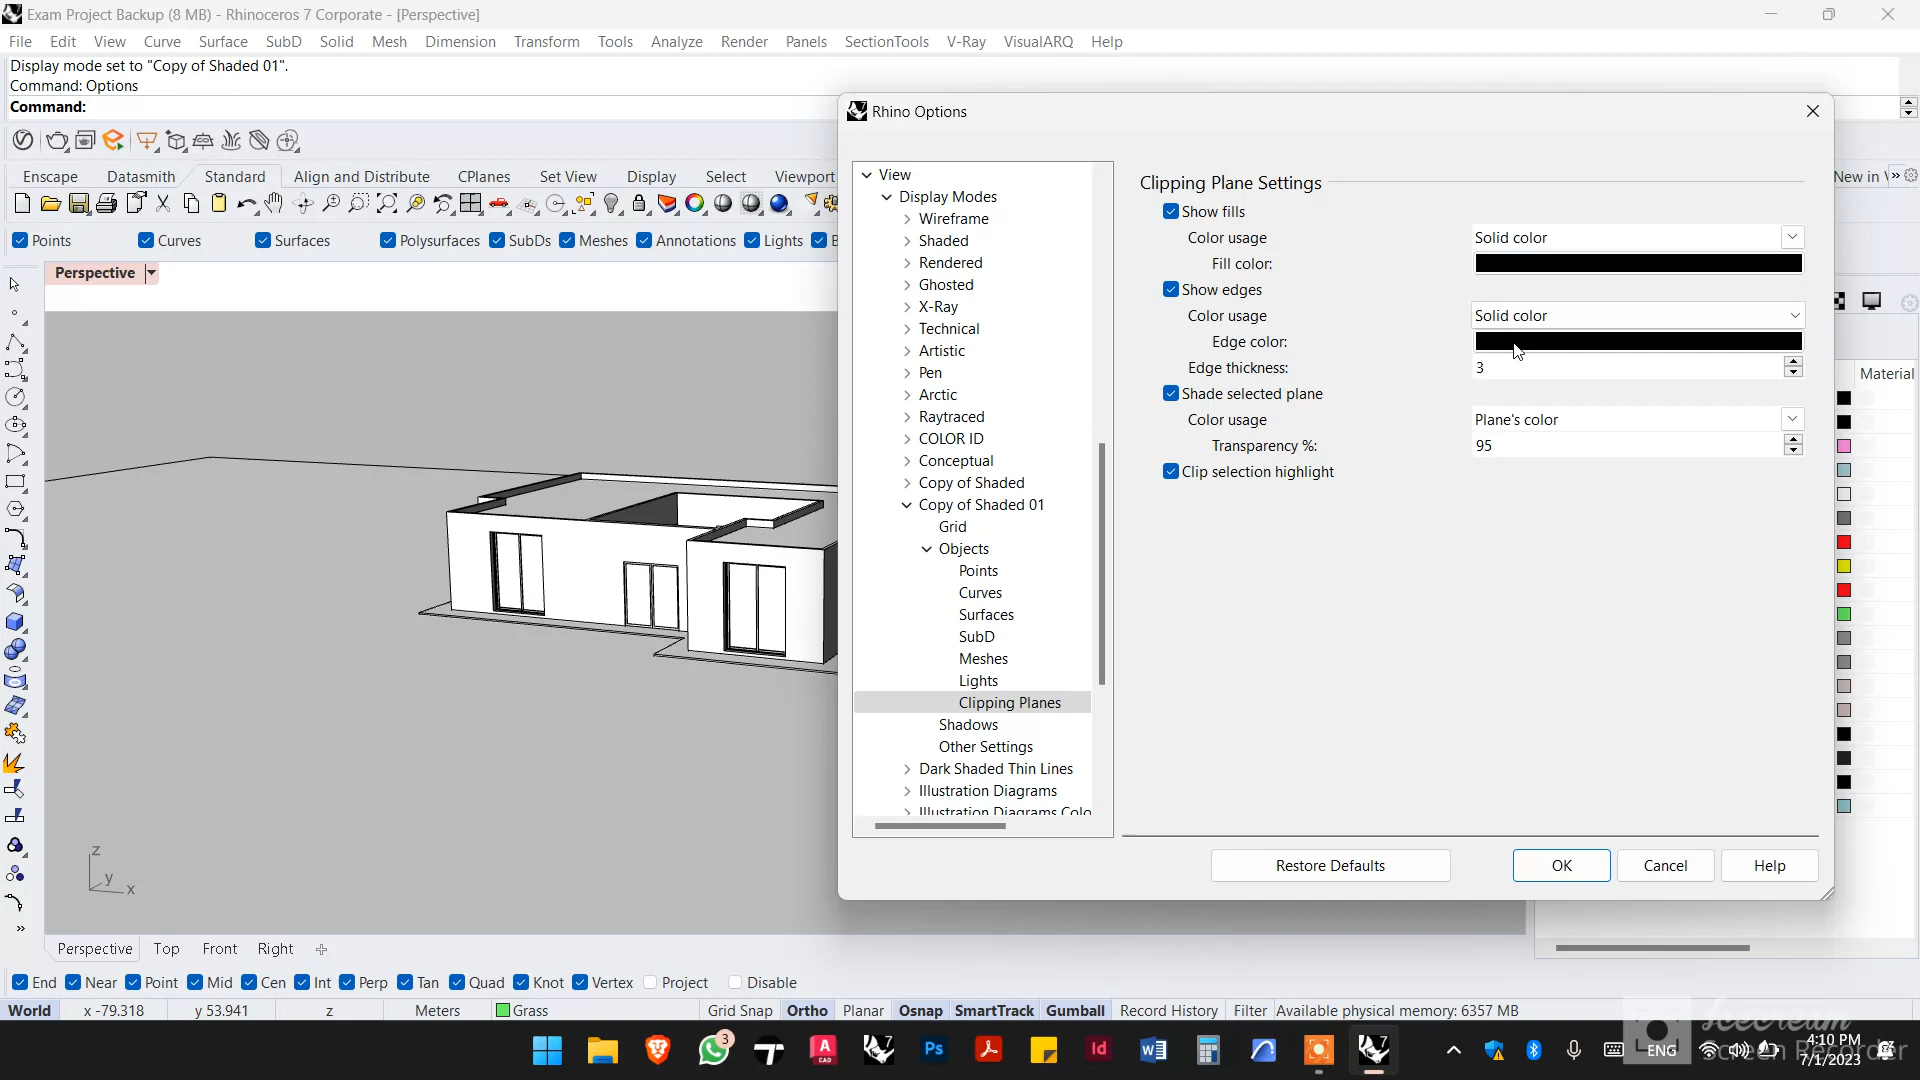 Exam Project Backup (8 MB) - Rhinoceros 7 Corporate - [Perspective]
File Edit View Curve Surface SubD Solid Mesh Dimension Transform Tools Analyze Render Panels SectionTools V-Ray VisualARQ Help
Display mode set to "Copy of Shaded 01".
Command: Options
Command:
Rhino Options
Enscape Datasmith Standard Align and Distribute CPlanes Set View Display Select Viewport
New in
Points Curves Surfaces Polysurfaces SubDs Meshes Annotations Lights
Perspective
View
Display Modes
Wireframe
Shaded
Rendered
Ghosted
X-Ray
Technical
Artistic
Pen
Arctic
Raytraced
COLOR ID
Conceptual
Copy of Shaded
Copy of Shaded 01
Grid
Objects
Points
Curves
Surfaces
SubD
Meshes
Lights
Clipping Planes
Shadows
Other Settings
Dark Shaded Thin Lines
Illustration Diagrams
Illustration Diagrams Colo
Clipping Plane Settings
Show fills
Color usage Solid color
Fill color:
Show edges
Color usage Solid color
Edge color:
Edge thickness: 3
Shade selected plane
Color usage Plane's color
Transparency %: 95
Clip selection highlight
Restore Defaults OK Cancel Help
Material
z
y
x
Perspective Top Front Right
End Near Point Mid Cen Int Perp Tan Quad Knot Vertex Project Disable
World x -79.318 y 53.941 z Meters Grass Grid Snap Ortho Planar Osnap SmartTrack Gumball Record History Filter Available physical memory: 6357 MB
Icecream
Screen Recorder
3
A
CAD
Ps
Id
ENG
4:10 PM
7/1/2023